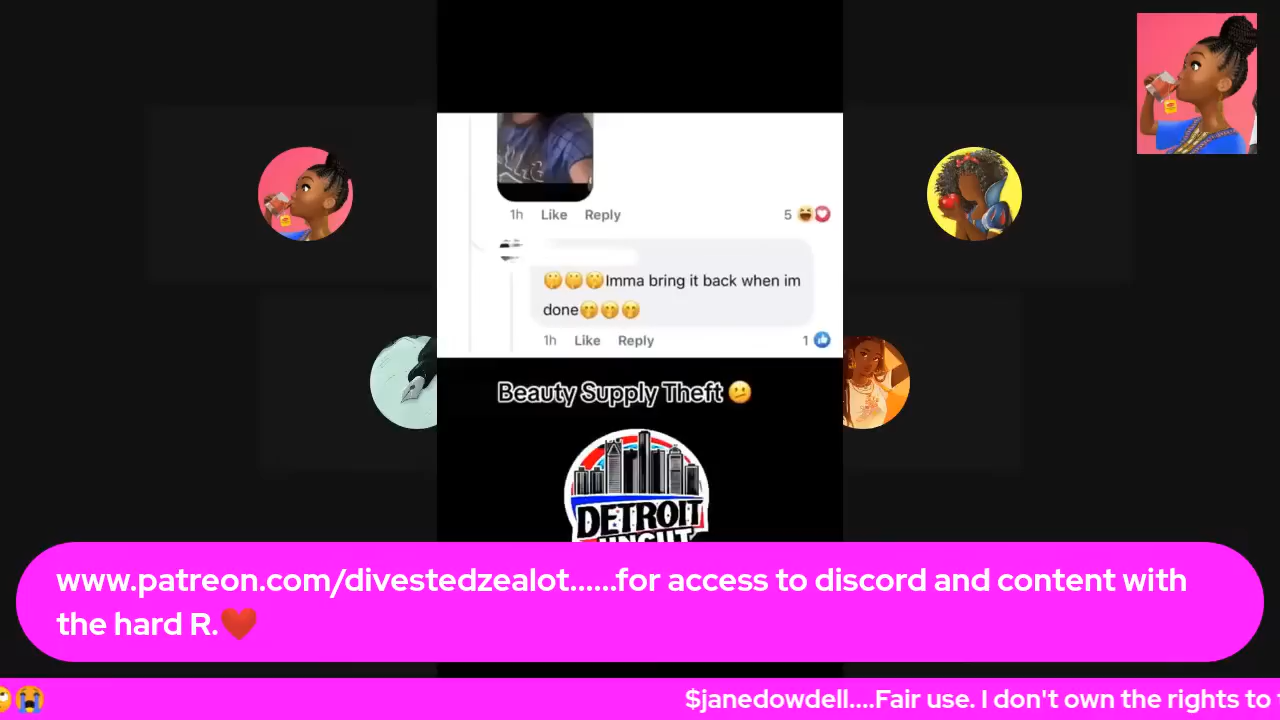 1h Like Reply 5
🤭🤭🤭Imma bring it back when im
done🤭🤭🤭
1h Like Reply 1
Beauty Supply Theft 🫤
DETROIT
www.patreon.com/divestedzealot......for access to discord and content with
the hard R.❤️
$janedowdell....Fair use. I don't own the rights to